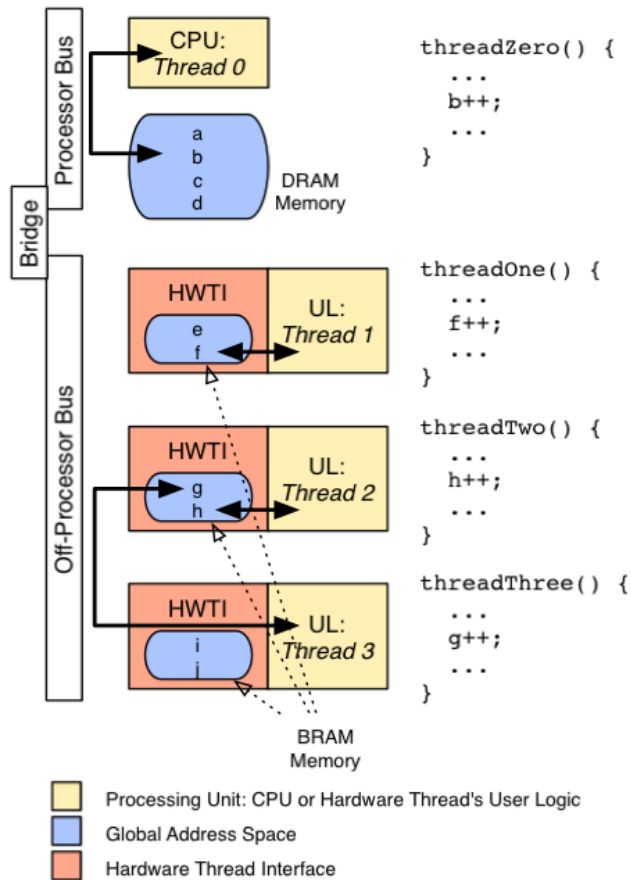 Processor Bus
CPU:
Thread 0
a
b
c
d
DRAM
Memory
threadZero() {
...
b++;
...
}
Bridge
Off-Processor Bus
HWTI
e
f
UL:
Thread 1
threadOne() {
...
f++;
...
}
HWTI
g
h
UL:
Thread 2
threadTwo() {
...
h++;
...
}
HWTI
i
j
UL:
Thread 3
threadThree() {
...
g++;
...
}
BRAM
Memory
Processing Unit: CPU or Hardware Thread's User Logic
Global Address Space
Hardware Thread Interface